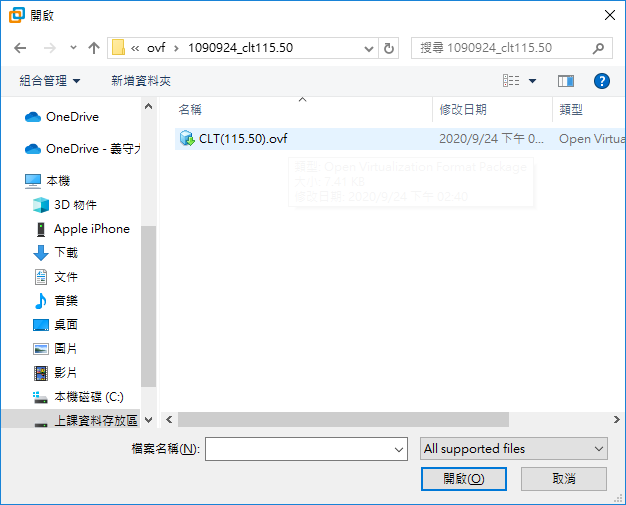 開啟
« ovf › 1090924_clt115.50
搜尋 1090924_clt115.50
組合管理 新增資料夾
名稱 修改日期 類型
CLT(115.50).ovf 2020/9/24 下午 0... Open Virtua
類型: Open Virtualization Format Package
大小: 7.41 KB
修改日期: 2020/9/24 下午 02:40
OneDrive
OneDrive - 義守大
本機
3D 物件
Apple iPhone
下載
文件
音樂
桌面
圖片
影片
本機磁碟 (C:)
上課資料存放區
檔案名稱(N):
All supported files
開啟(O) 取消